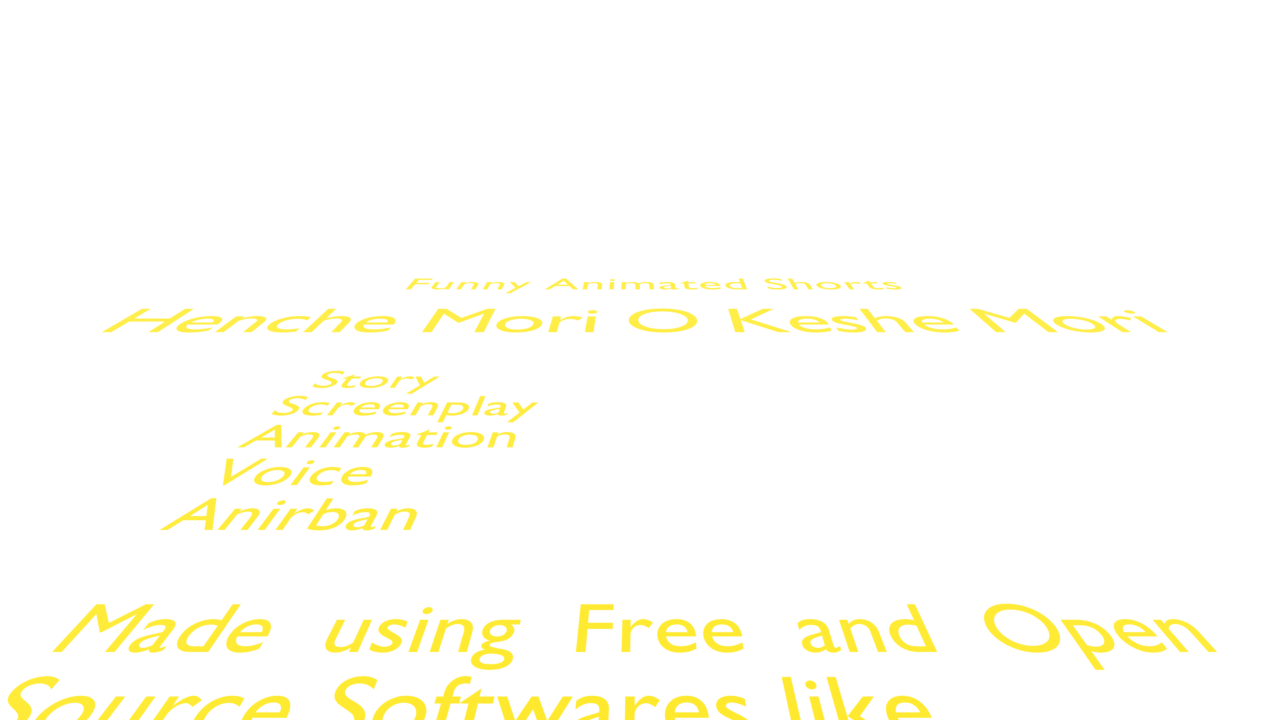 Funny Animated Shorts
Henche Mori O Keshe Mori
Story
Screenplay
Animation
Voice
Anirban
Made using Free and Open
Source Softwares like